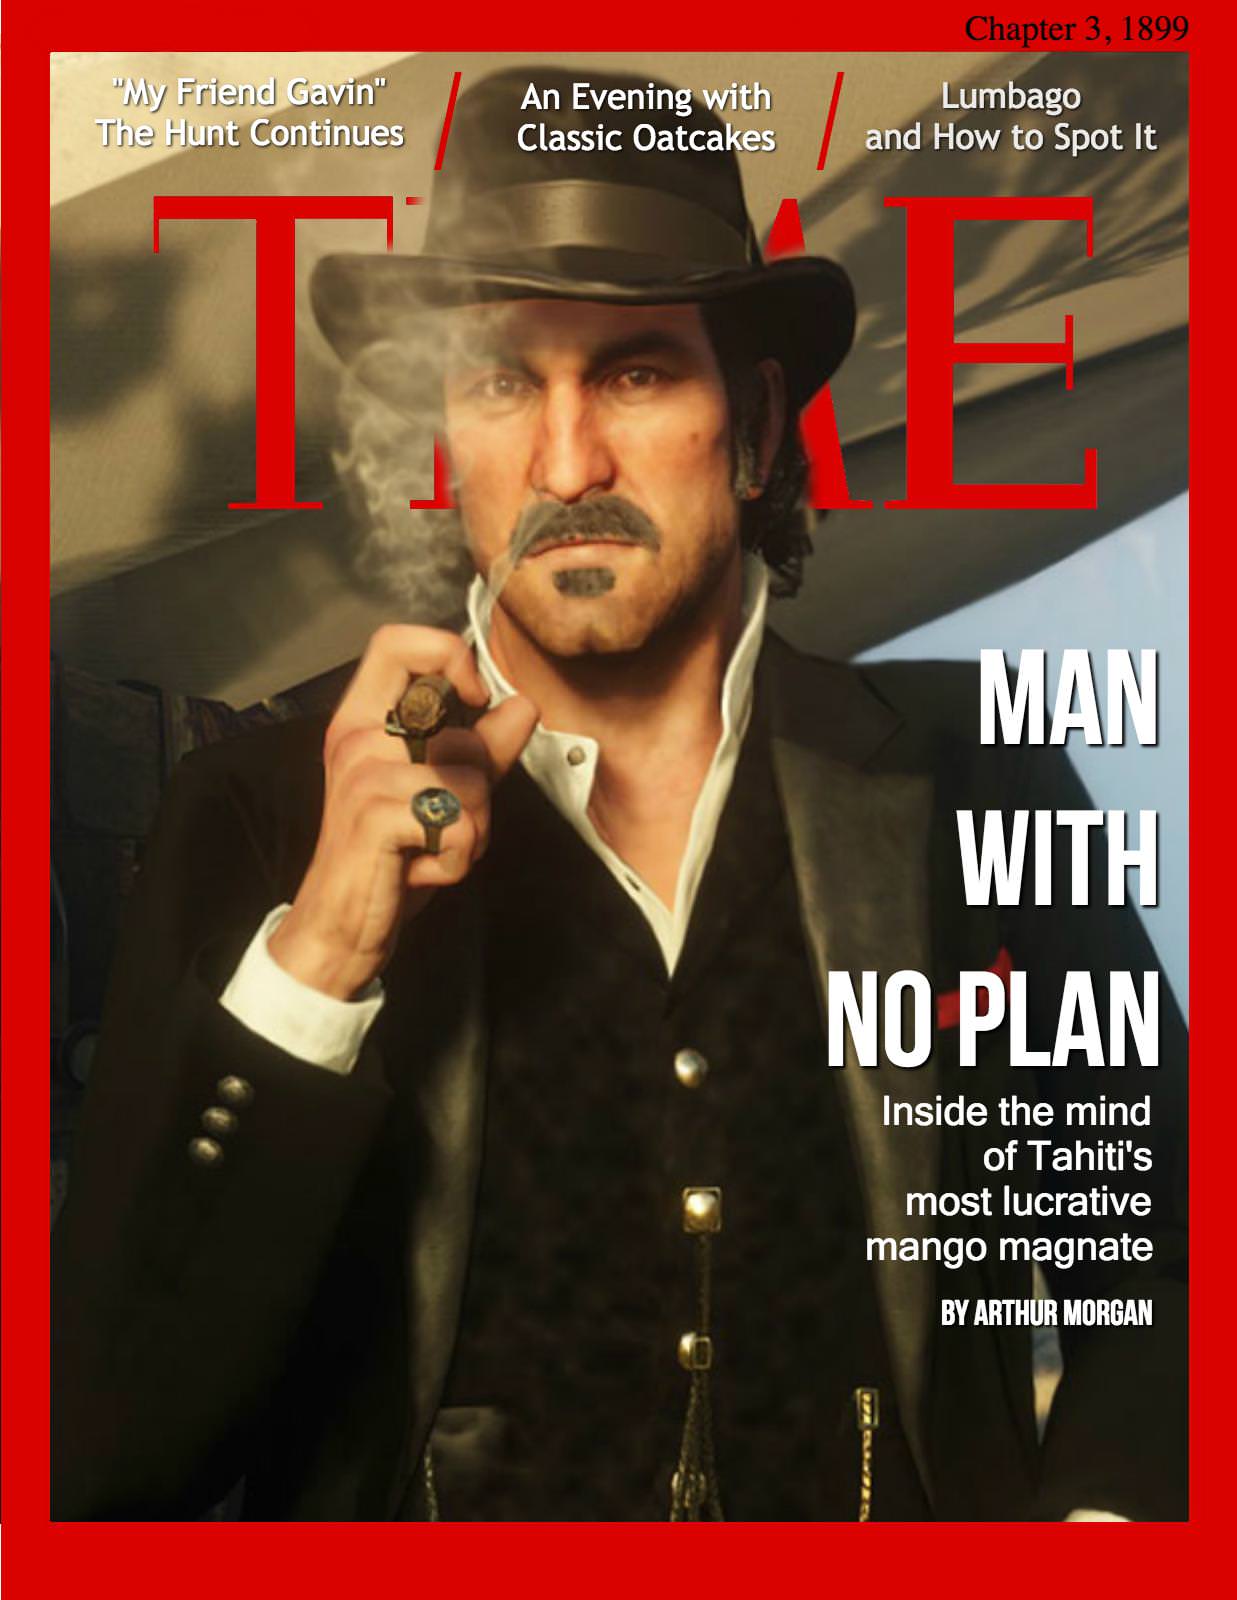 Chapter 3, 1899
"My Friend Gavin"
The Hunt Continues
An Evening with
Classic Oatcakes
Lumbago
and How to Spot It
TIME
MAN
WITH
NO PLAN
Inside the mind
of Tahiti's
most lucrative
mango magnate
BY ARTHUR MORGAN